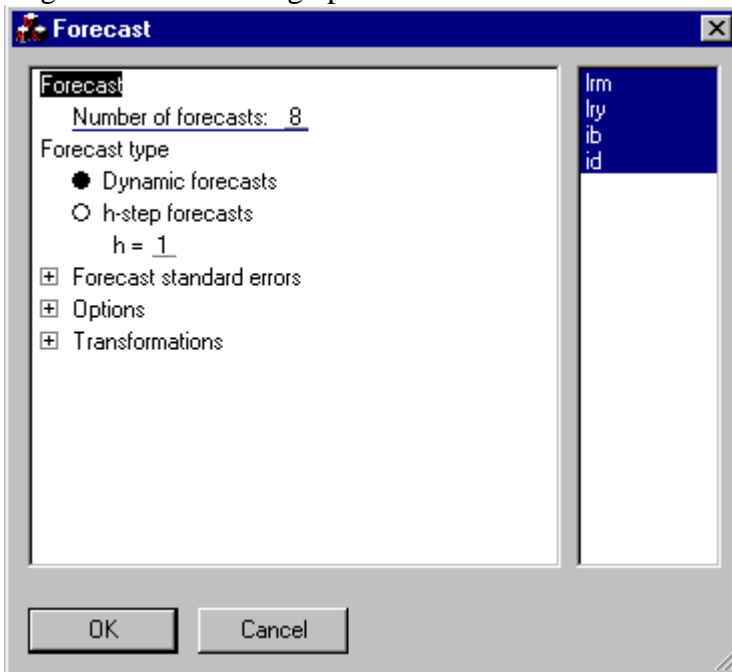 Forecast
Forecast
Number of forecasts: 8
Forecast type
Dynamic forecasts
h-step forecasts
h = 1
Forecast standard errors
Options
Transformations
lrm
lry
ib
id
OK
Cancel